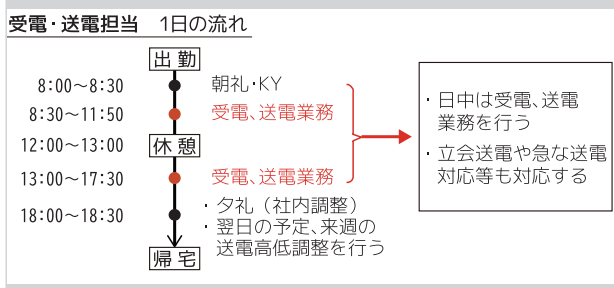 受電・送電担当　1日の流れ
出勤
8:00～8:30 朝礼・KY
8:30～11:50 受電、送電業務
12:00～13:00 休憩
13:00～17:30 受電、送電業務
18:00～18:30 ・夕礼（社内調整）
・翌日の予定、来週の
送電高低調整を行う
帰宅
・日中は受電、送電
業務を行う
・立会送電や急な送電
対応等も対応する